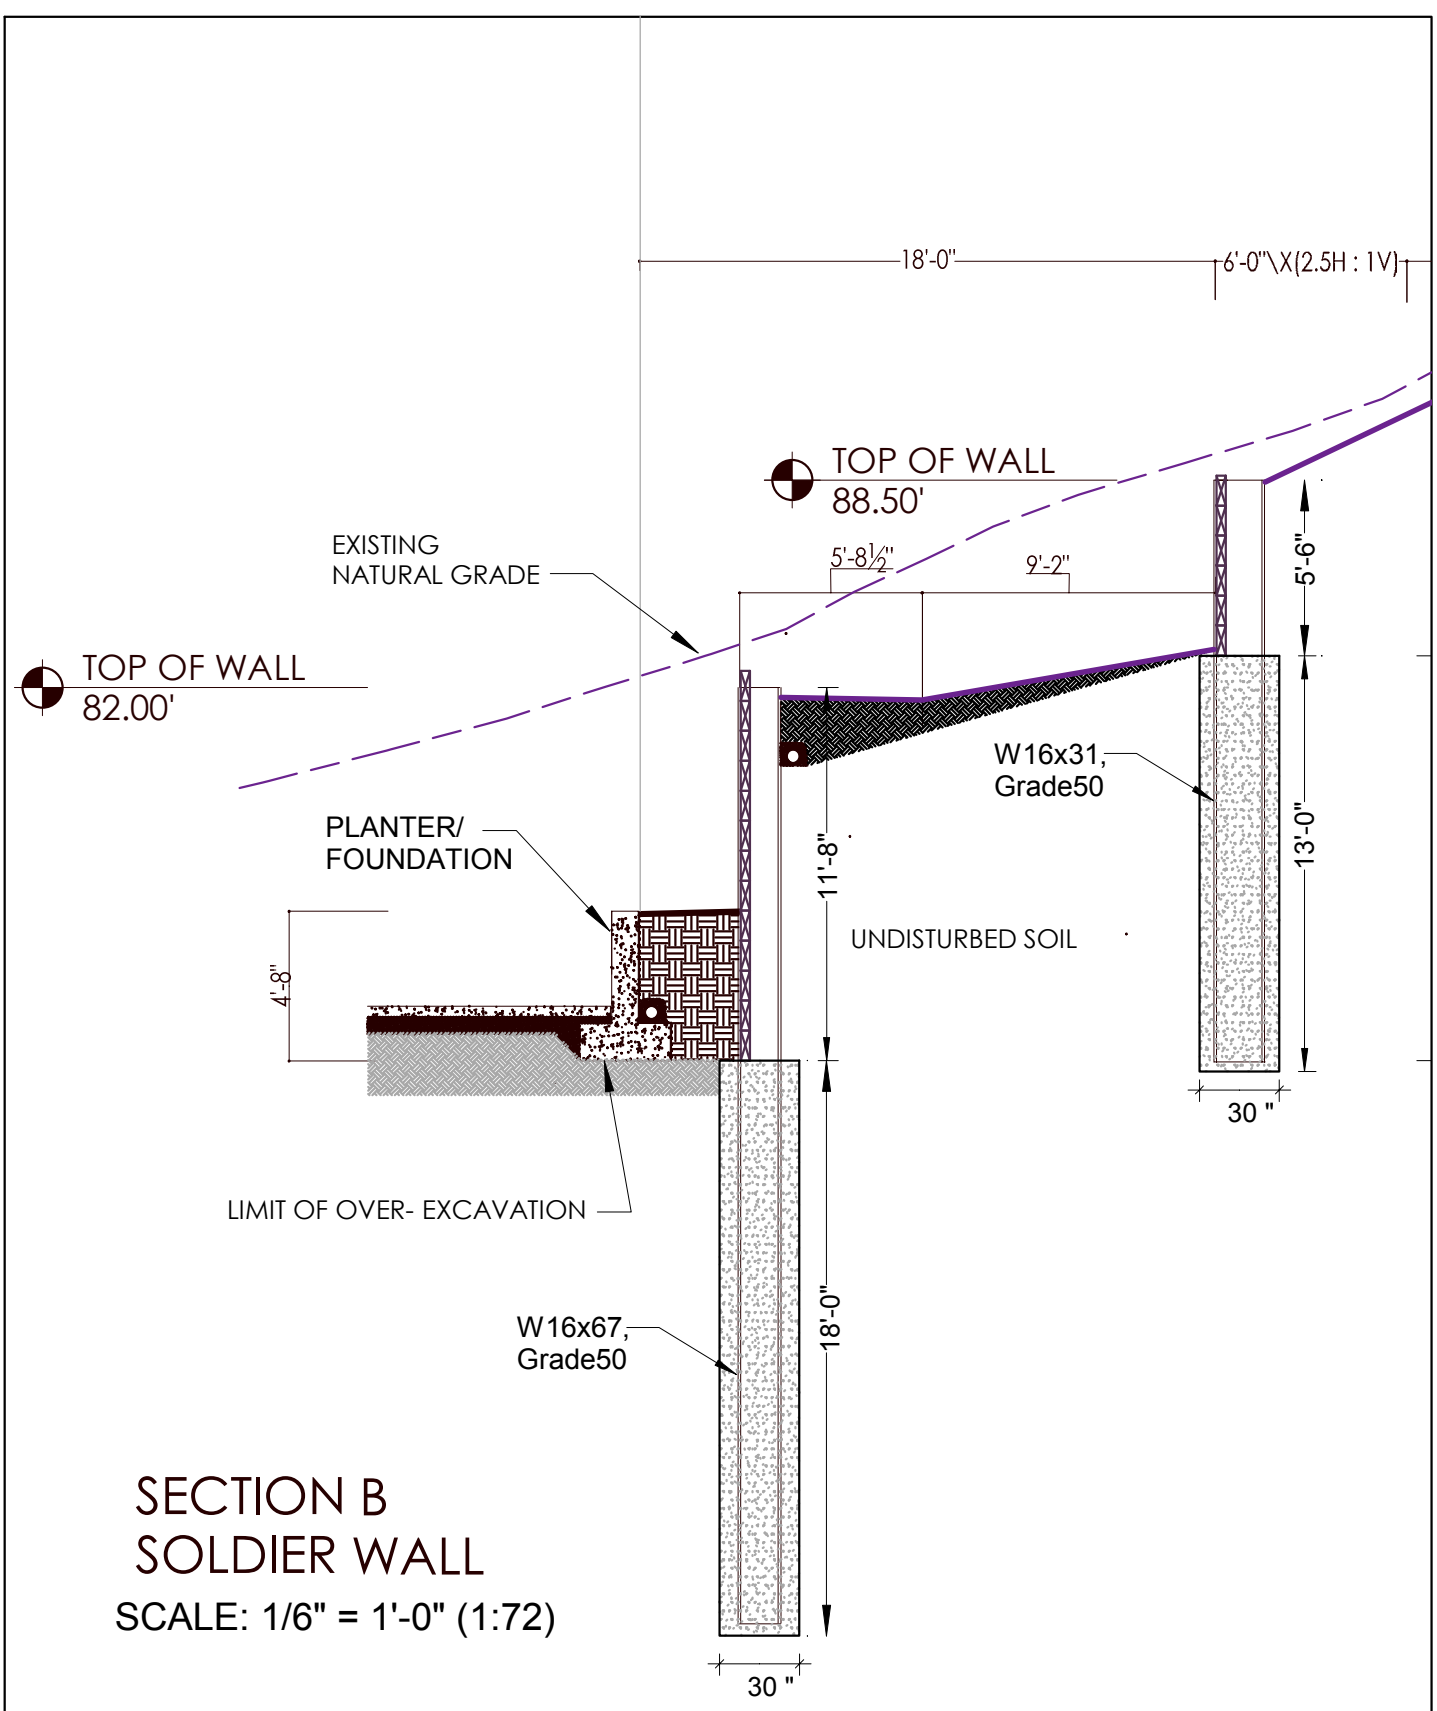 18'-0"
6'-0"\X(2.5H : 1V)
TOP OF WALL
88.50'
EXISTING
NATURAL GRADE
5'-8½"
9'-2"
5'-6"
TOP OF WALL
82.00'
W16x31,
Grade50
PLANTER/
FOUNDATION
11'-8"
13'-0"
UNDISTURBED SOIL
4'-8"
30 "
LIMIT OF OVER- EXCAVATION
W16x67,
Grade50
18'-0"
SECTION B
SOLDIER WALL
SCALE: 1/6" = 1'-0" (1:72)
30 "